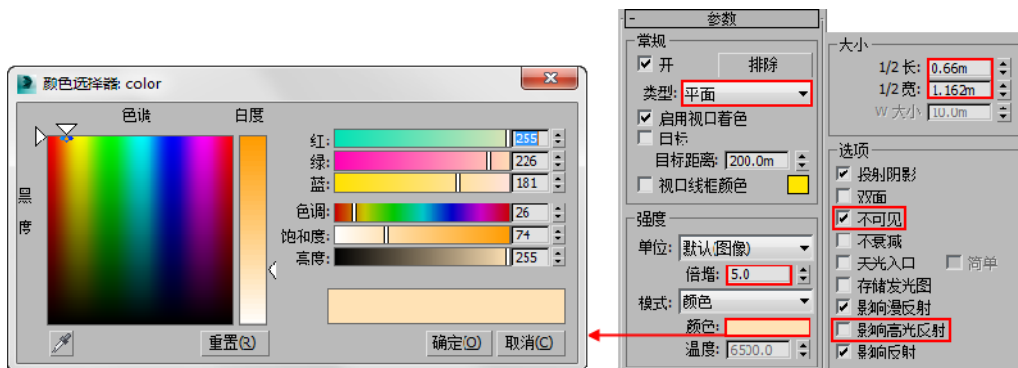 颜色选择器: color
色调
白度
黑
度
红: 255
绿: 226
蓝: 181
色调: 26
饱和度: 74
亮度: 255
重置(R)
确定(O)
取消(C)
- 参数
常规
开
排除
类型: 平面
启用视口着色
目标
目标距离: 200.0m
视口线框颜色
强度
单位: 默认(图像)
倍增: 5.0
模式: 颜色
颜色:
温度: 6500.0
大小
1/2 长: 0.66m
1/2 宽: 1.162m
W 大小 10.0m
选项
投射阴影
双面
不可见
不衰减
天光入口
简单
存储发光图
影响漫反射
影响高光反射
影响反射